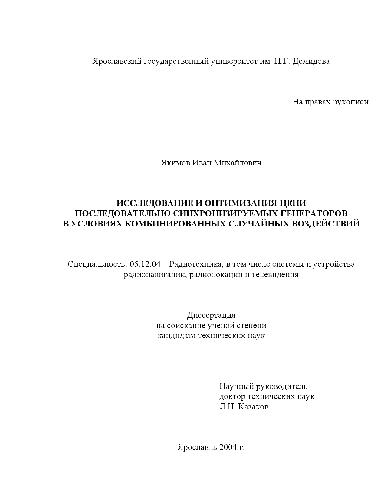 Ярославский государственный университет им. П.Г. Демидова
На правах рукописи
Якимов Иван Михайлович
ИССЛЕДОВАНИЕ И ОПТИМИЗАЦИЯ ЦЕПИ
ПОСЛЕДОВАТЕЛЬНО СИНХРОНИЗИРУЕМЫХ ГЕНЕРАТОРОВ
В УСЛОВИЯХ КОМБИНИРОВАННЫХ СЛУЧАЙНЫХ ВОЗДЕЙСТВИЙ
Специальность: 05.12.04 – Радиотехника, в том числе системы и устройства
радионавигации, радиолокации и телевидения
Диссертация
на соискание ученой степени
кандидата технических наук
Научный руководитель
доктор технических наук
Л.Н. Казаков
Ярославль 2004 г.